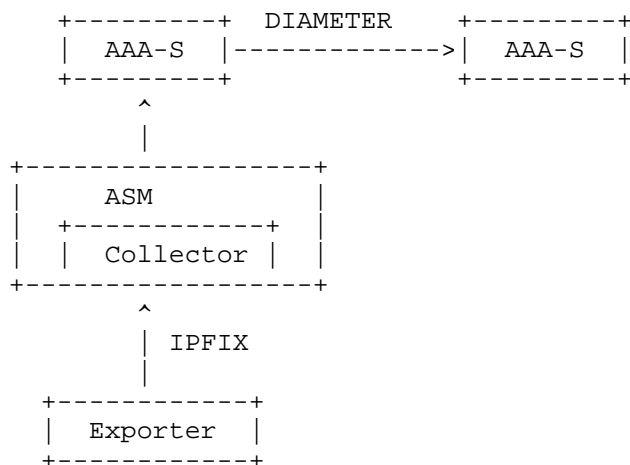 DIAMETER
AAA-S AAA-S
ASM
Collector
IPFIX
Exporter